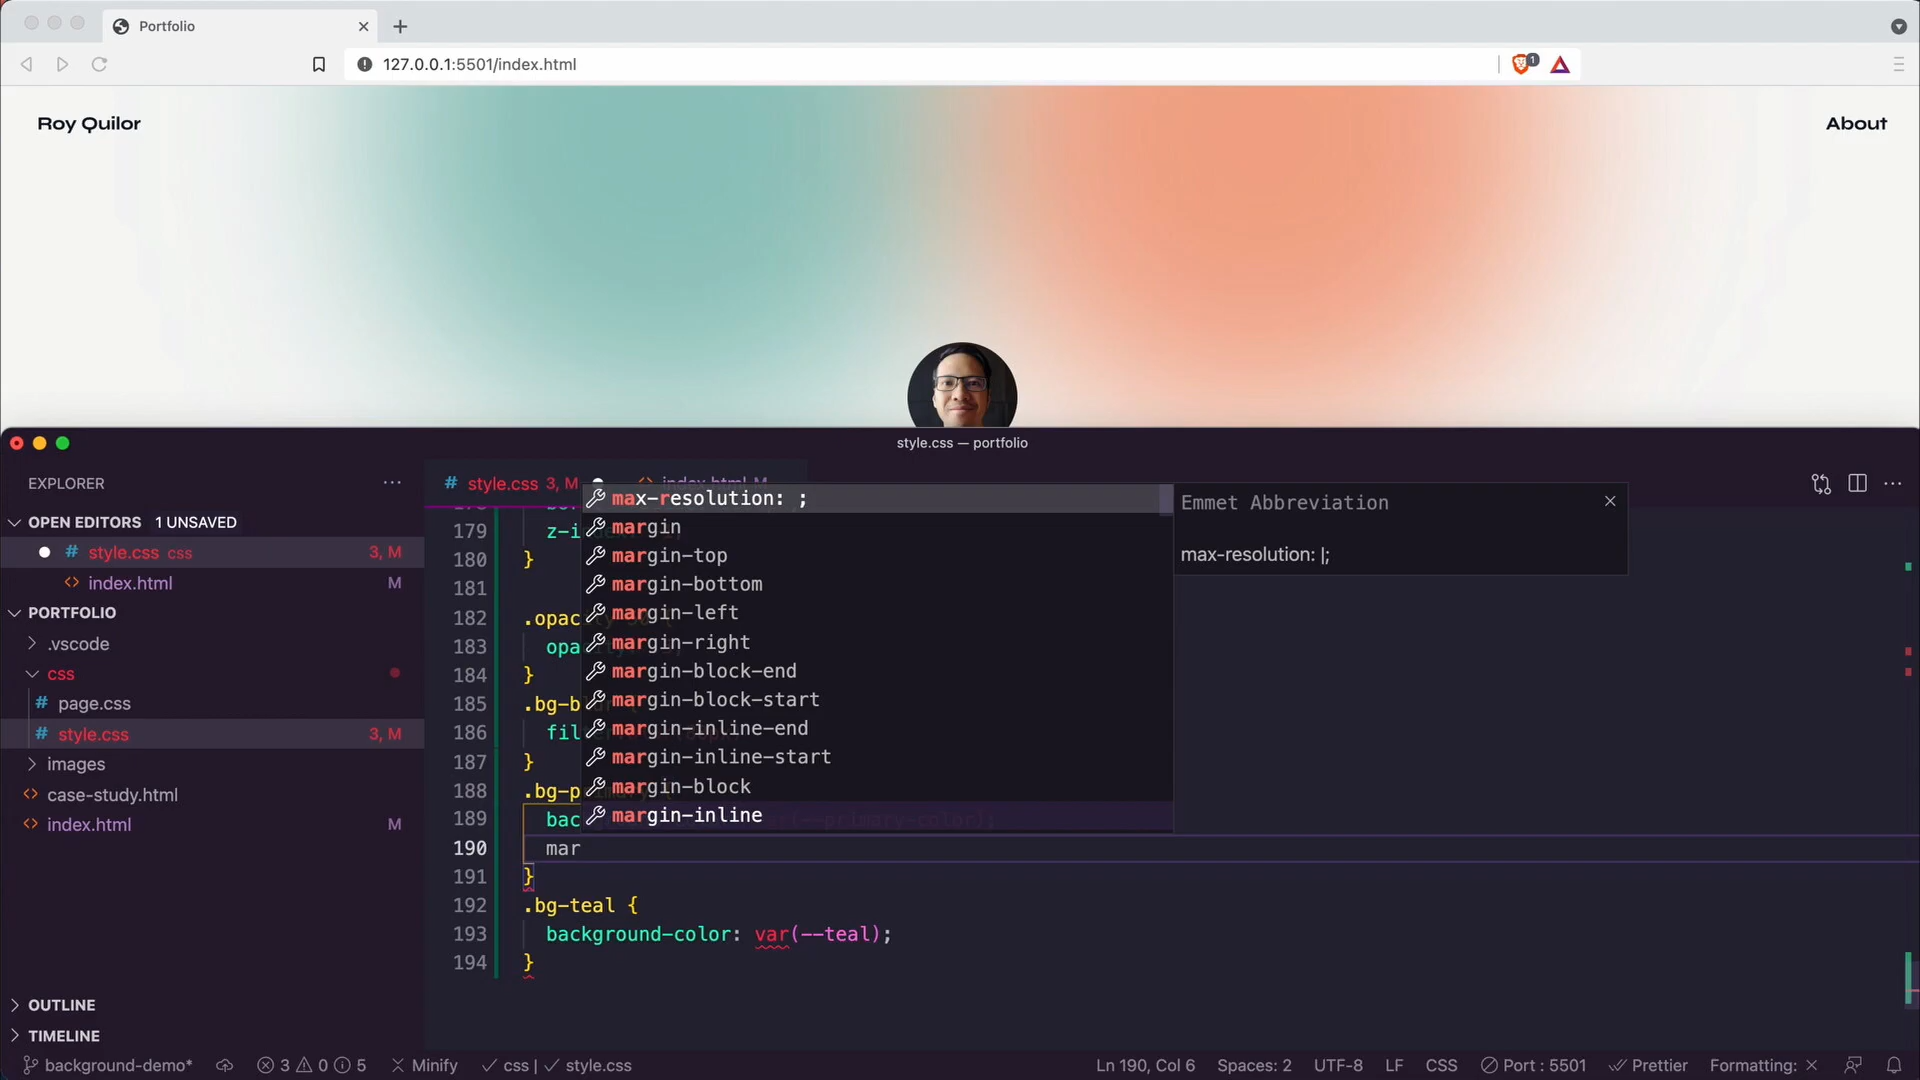 Portfolio
127.0.0.1:5501/index.html
1
Roy Quilor
About
style.css — portfolio
EXPLORER
OPEN EDITORS 1 UNSAVED
# style.css css 3, M
<> index.html M
PORTFOLIO
.vscode
css
# page.css
# style.css 3, M
images
<> case-study.html
<> index.html M
OUTLINE
TIMELINE
# style.css 3, M
<> index.html M
max-resolution: ;
margin
margin-top
margin-bottom
margin-left
margin-right
margin-block-end
margin-block-start
margin-inline-end
margin-inline-start
margin-block
margin-inline
Emmet Abbreviation
max-resolution: |;
179 z-index:
180 }
181
182 .opac
183 opa
184 }
185 .bg-b
186 fil
187 }
188 .bg-p
189 bac (--primary-color);
190 mar
191 }
192 .bg-teal {
193 background-color: var(--teal);
194 }
background-demo* 3 0 5 Minify css | style.css Ln 190, Col 6 Spaces: 2 UTF-8 LF CSS Port : 5501 Prettier Formatting: ×